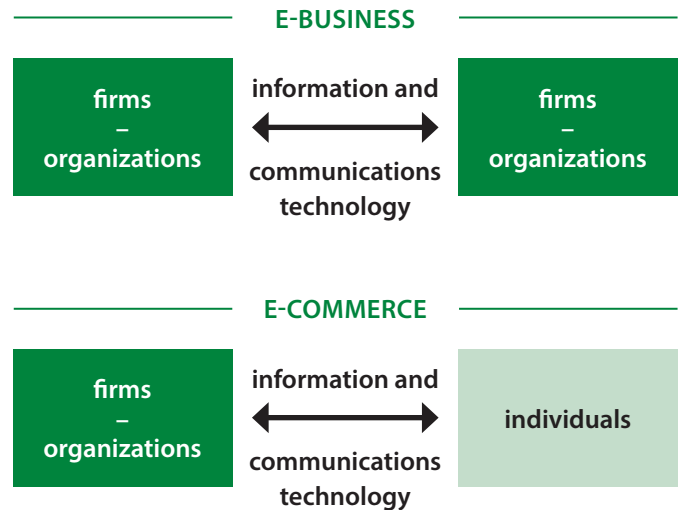 E-BUSINESS
firms
–
organizations
information and
communications
technology
firms
–
organizations
E-COMMERCE
firms
–
organizations
information and
communications
technology
individuals